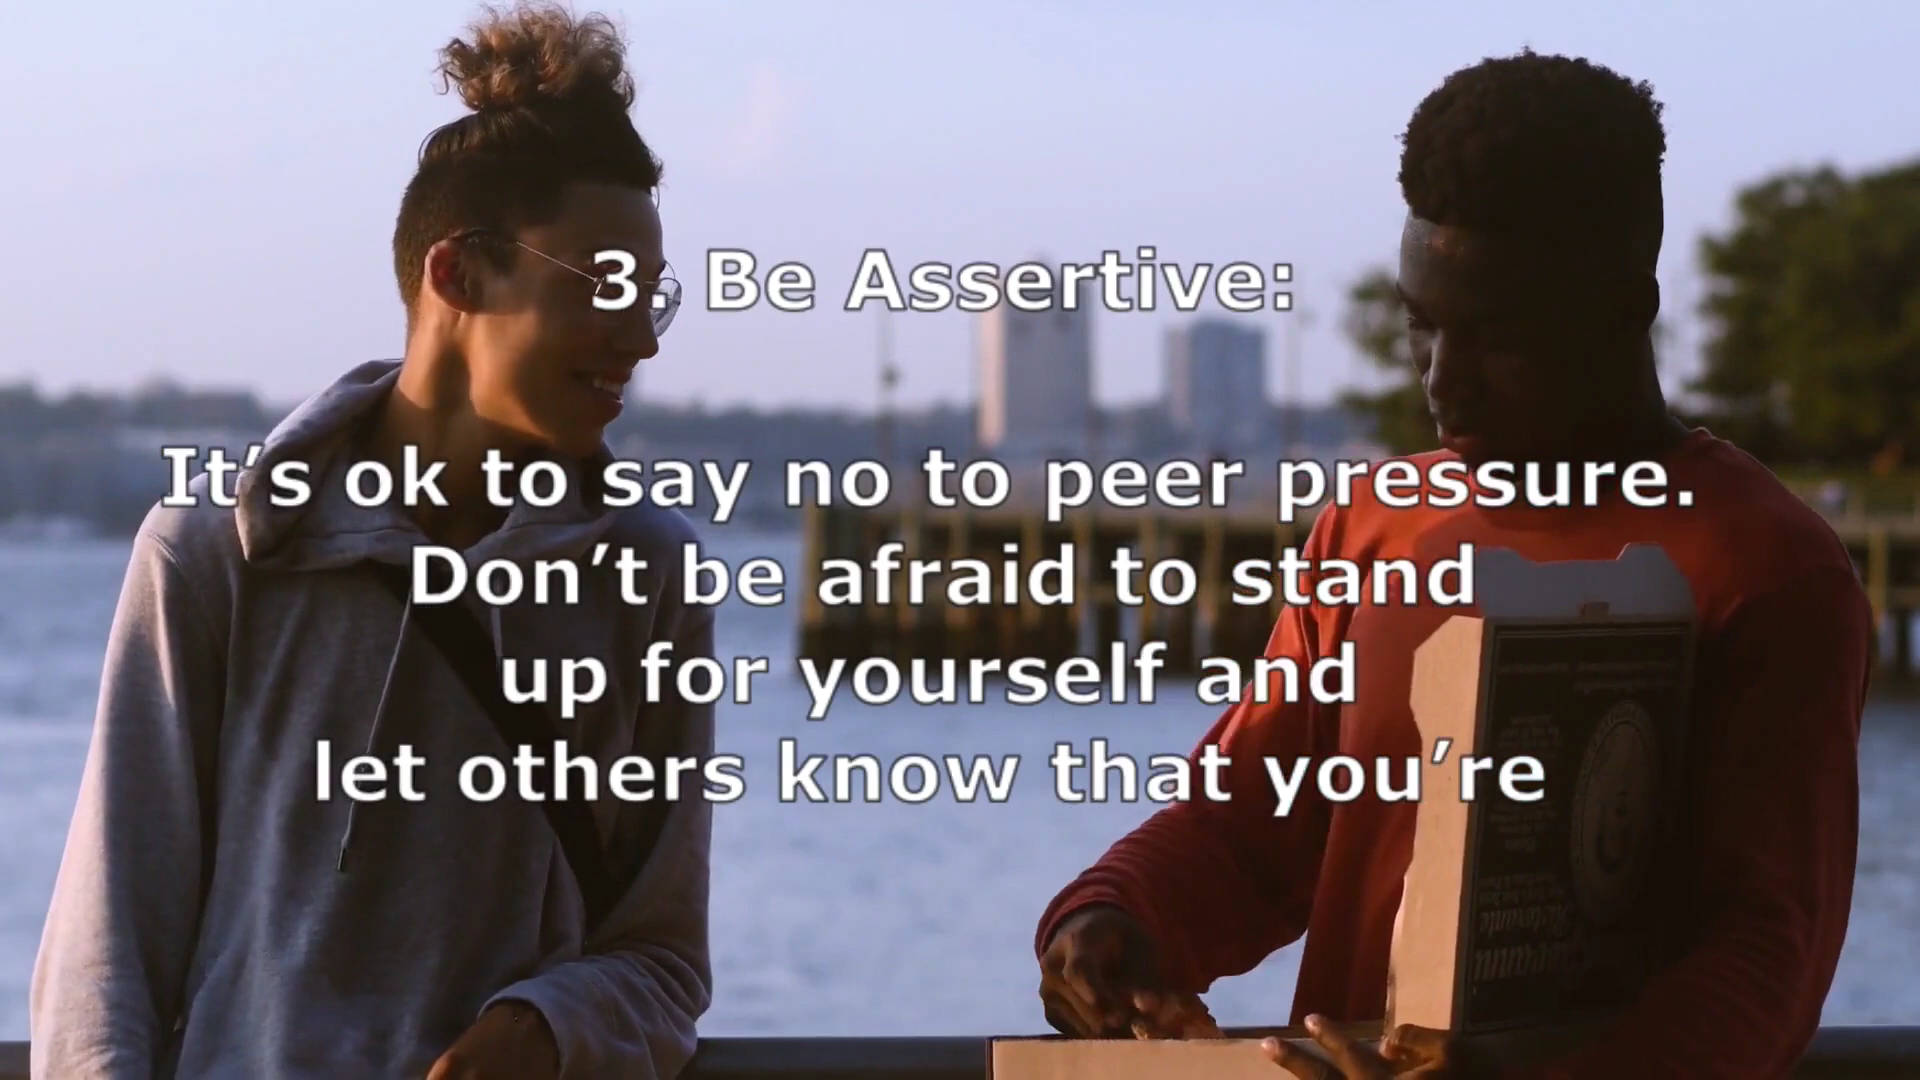 3. Be Assertive:
It’s ok to say no to peer pressure.
Don’t be afraid to stand
up for yourself and
let others know that you’re